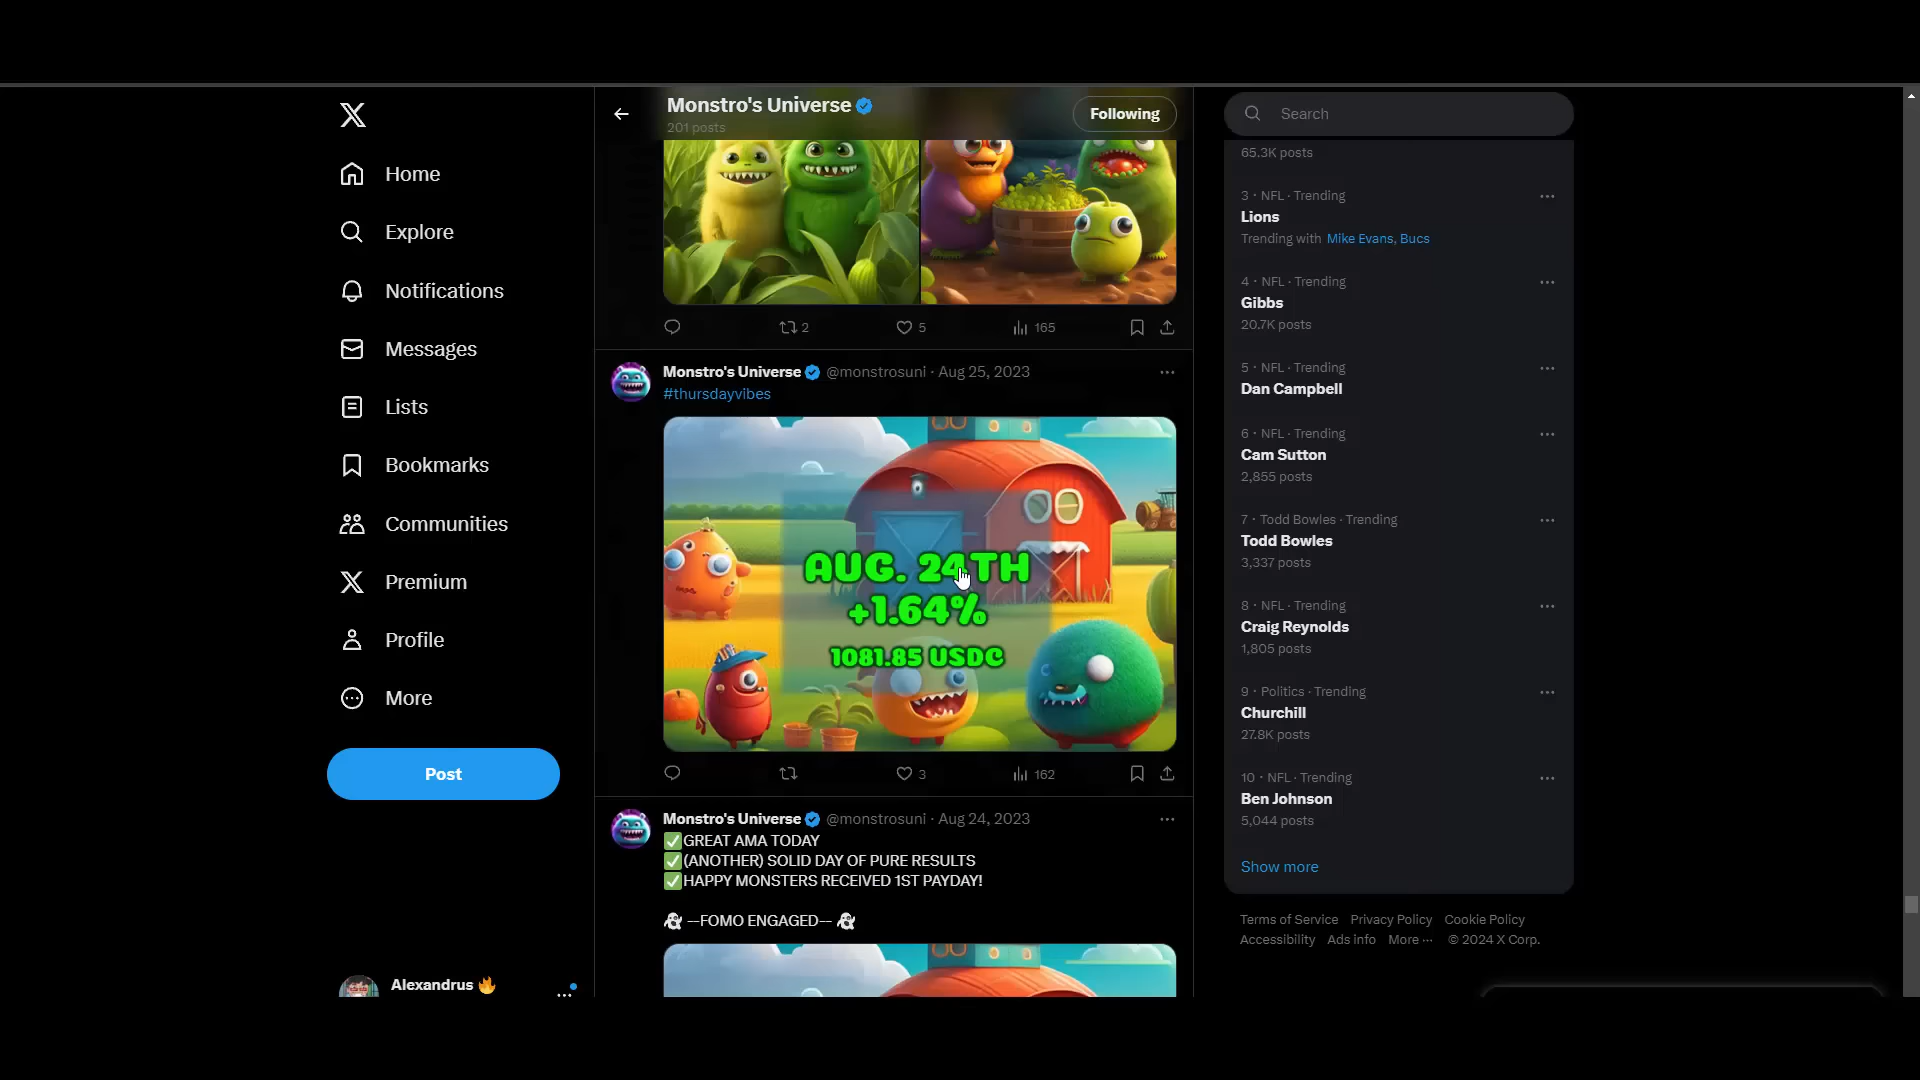 Home
Explore
Notifications
Messages
Lists
Bookmarks
Communities
Premium
Profile
More
Post
Alexandrus 🔥
Monstro's Universe
201 posts
Following
2
5
165
Monstro's Universe @monstrosuni · Aug 25, 2023
#thursdayvibes
AUG. 24TH
+1.64%
1081.85 USDC
3
162
Monstro's Universe @monstrosuni · Aug 24, 2023
✅GREAT AMA TODAY
✅(ANOTHER) SOLID DAY OF PURE RESULTS
✅HAPPY MONSTERS RECEIVED 1ST PAYDAY!
👻 --FOMO ENGAGED-- 👻
Search
65.3K posts
3 · NFL · Trending
Lions
Trending with Mike Evans, Bucs
4 · NFL · Trending
Gibbs
20.7K posts
5 · NFL · Trending
Dan Campbell
6 · NFL · Trending
Cam Sutton
2,855 posts
7 · Todd Bowles · Trending
Todd Bowles
3,337 posts
8 · NFL · Trending
Craig Reynolds
1,805 posts
9 · Politics · Trending
Churchill
27.8K posts
10 · NFL · Trending
Ben Johnson
5,044 posts
Show more
Terms of Service Privacy Policy Cookie Policy
Accessibility Ads info More ··· © 2024 X Corp.